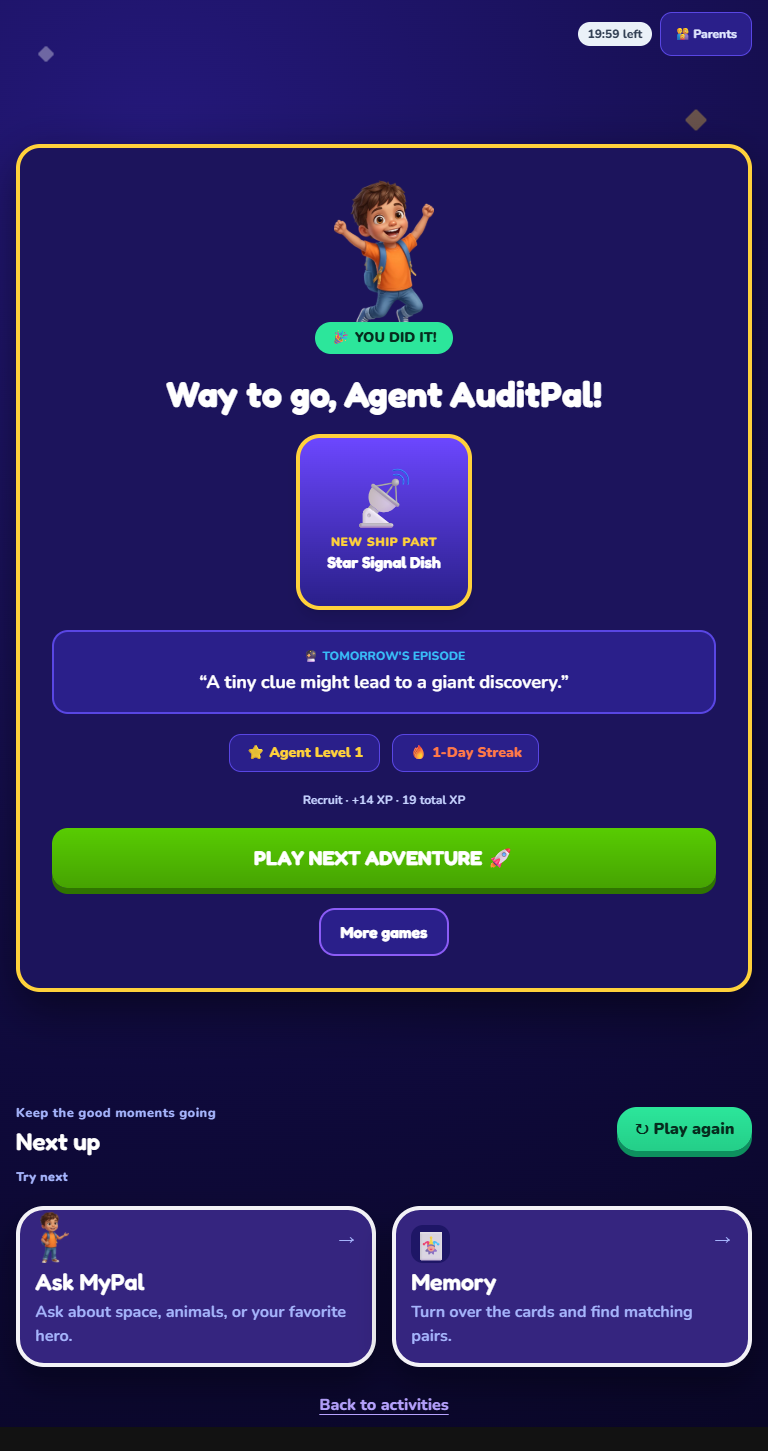 19:59 left
Parents
YOU DID IT!
Way to go, Agent AuditPal!
NEW SHIP PART
Star Signal Dish
TOMORROW'S EPISODE
“A tiny clue might lead to a giant discovery.”
Agent Level 1
1-Day Streak
Recruit · +14 XP · 19 total XP
PLAY NEXT ADVENTURE 🚀
More games
Keep the good moments going
Next up
↻ Play again
Try next
→
Ask MyPal
Ask about space, animals, or your favorite
hero.
→
Memory
Turn over the cards and find matching
pairs.
Back to activities